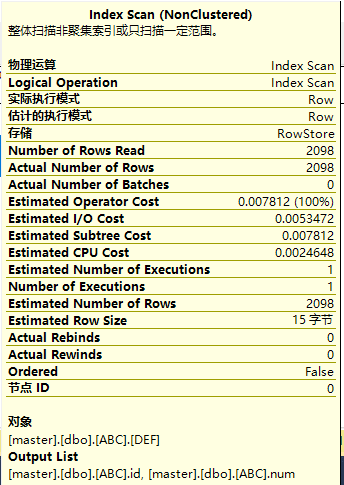 Index Scan (NonClustered)
整体扫描非聚集索引或只扫描一定范围。
物理运算 Index Scan
Logical Operation Index Scan
实际执行模式 Row
估计的执行模式 Row
存储 RowStore
Number of Rows Read 2098
Actual Number of Rows 2098
Actual Number of Batches 0
Estimated Operator Cost 0.007812 (100%)
Estimated I/O Cost 0.0053472
Estimated Subtree Cost 0.007812
Estimated CPU Cost 0.0024648
Estimated Number of Executions 1
Number of Executions 1
Estimated Number of Rows 2098
Estimated Row Size 15 字节
Actual Rebinds 0
Actual Rewinds 0
Ordered False
节点 ID 0
对象
[master].[dbo].[ABC].[DEF]
Output List
[master].[dbo].[ABC].id, [master].[dbo].[ABC].num